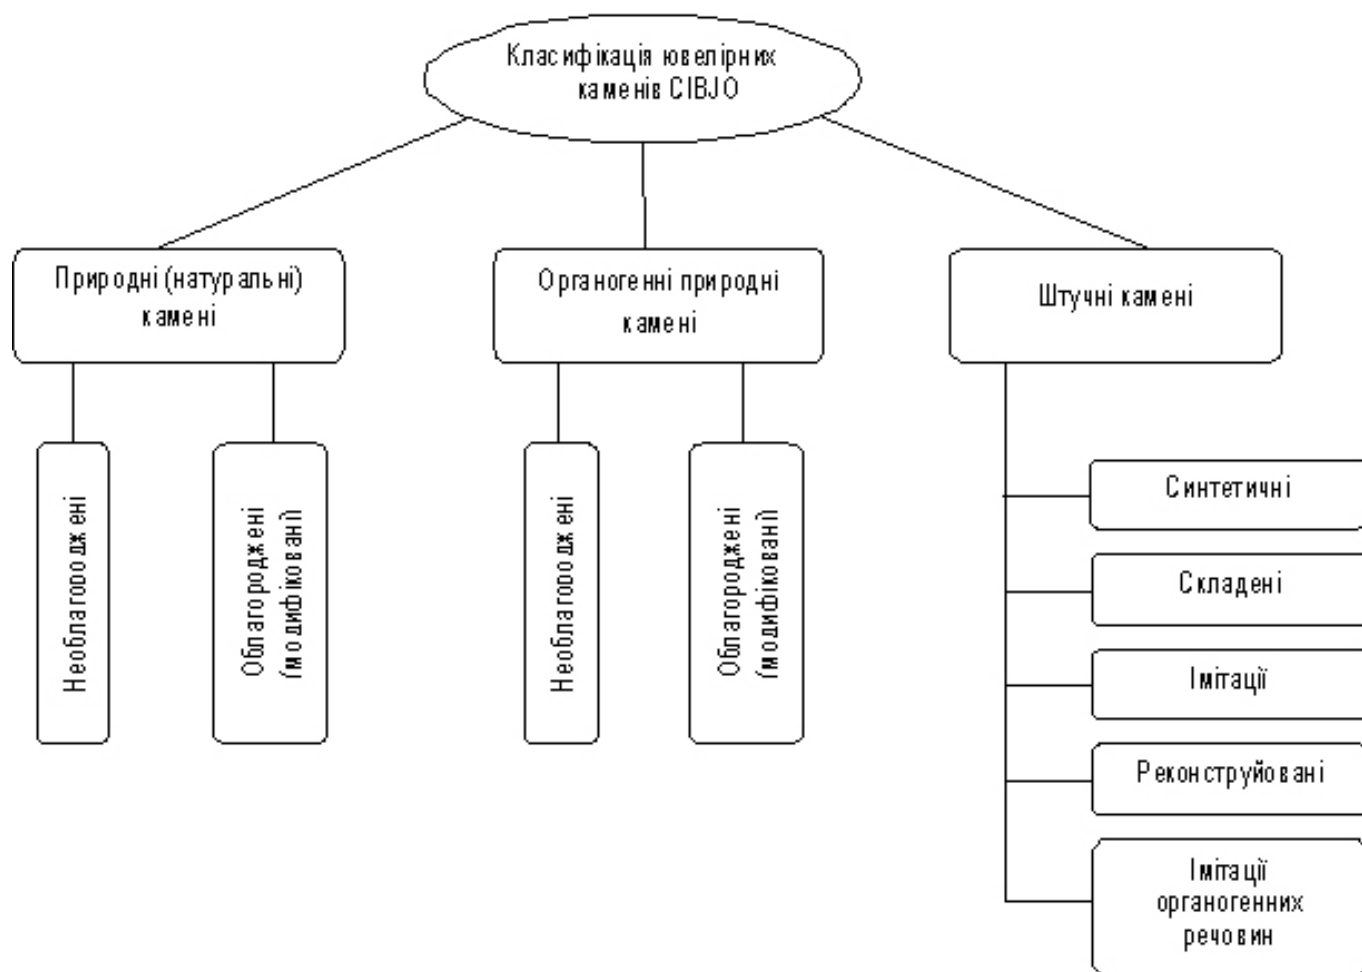 Класифікація ювелірних
каменів CIBJO
Природні (натуральні)
камені
Органогенні природні
камені
Штучні камені
Необлагороджені
Облагороджені
(модифіковані)
Необлагороджені
Облагороджені
(модифіковані)
Синтетичні
Складені
Імітації
Реконструйовані
Імітації
органогенних
речовин